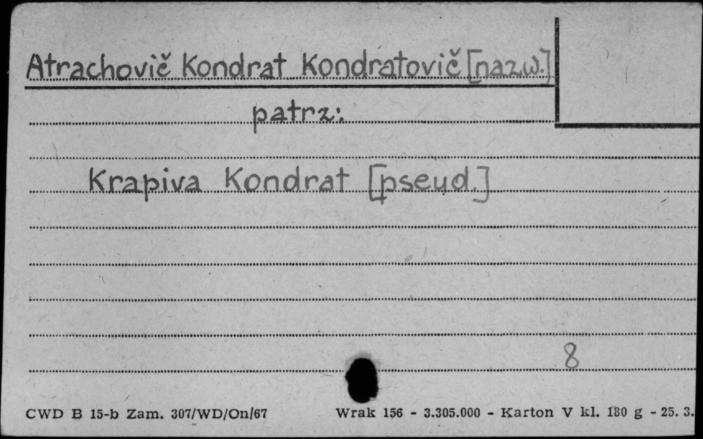 Atrachovič Kondrat Kondratovič [nazw.]
patrz:
Krapiva Kondrat [pseud.]
8
CWD B 15-b Zam. 307/WD/On/67 Wrak 156 - 3.305.000 - Karton V kl. 180 g - 25. 3.